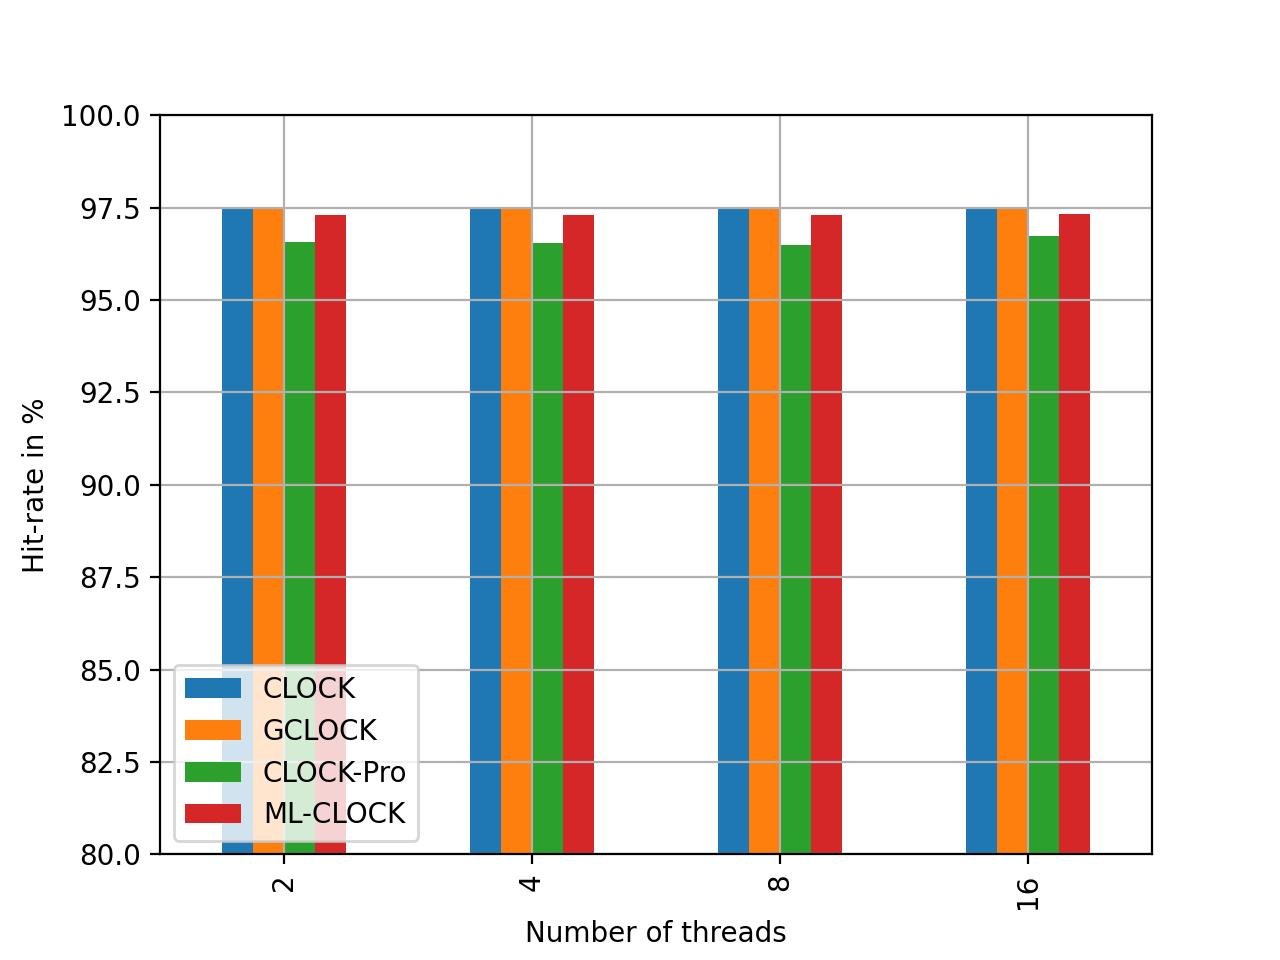 100.0
97.5
95.0
92.5
90.0
87.5
85.0
82.5
80.0
Hit-rate in %
CLOCK
GCLOCK
CLOCK-Pro
ML-CLOCK
2 4 8 16
Number of threads